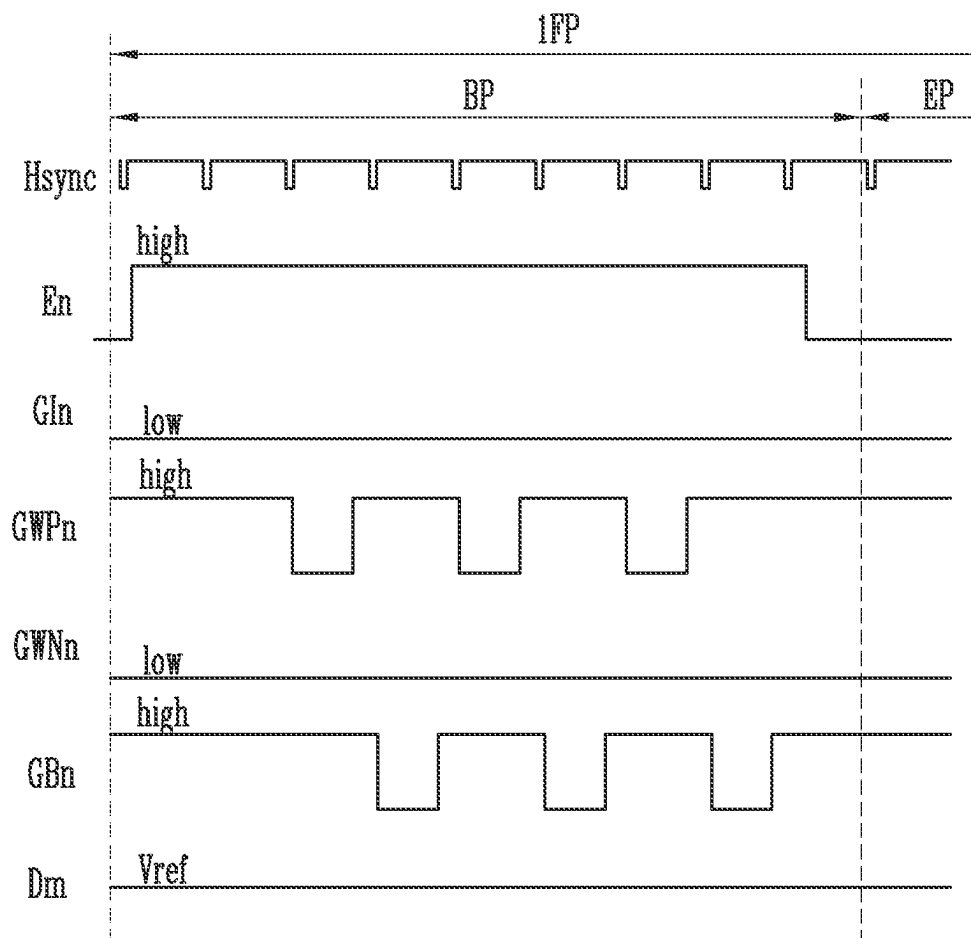 1FP
BP
EP
Hsync
high
En
GIn
low
high
GWPn
GWNn
low
high
GBn
Vref
Dm